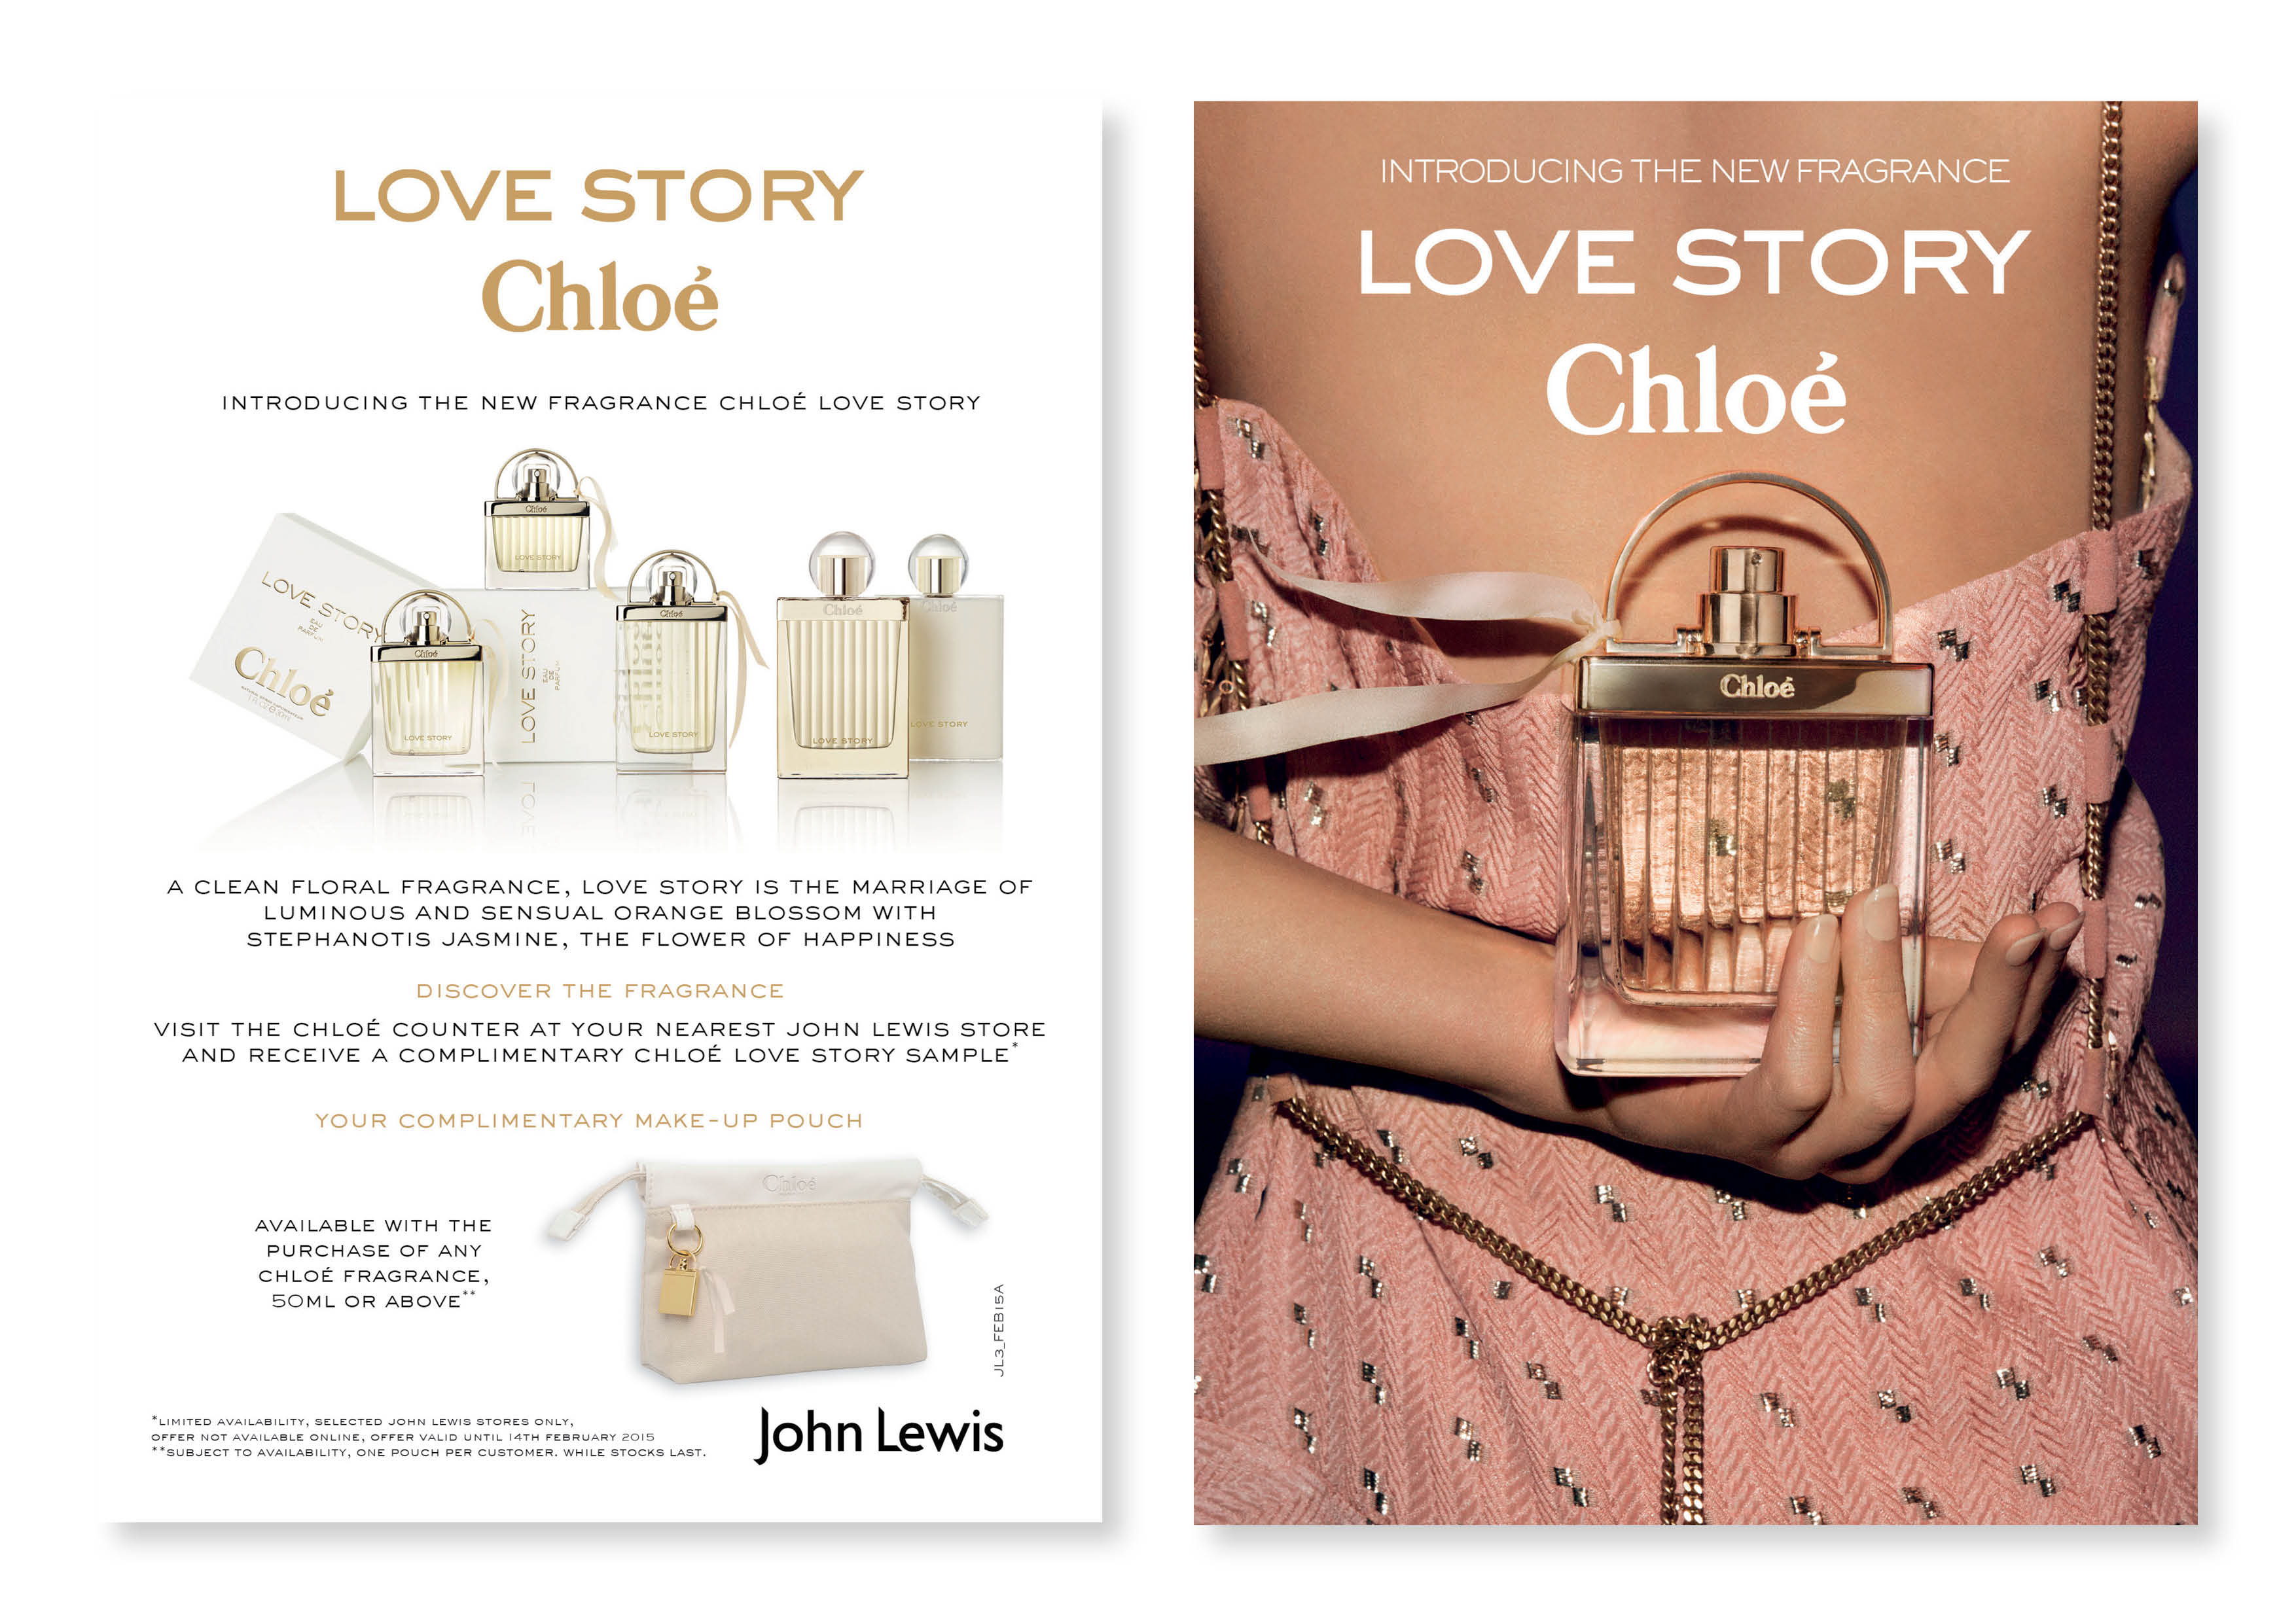 LOVE STORY
Chloé
INTRODUCING THE NEW FRAGRANCE CHLOÉ LOVE STORY
Chloé
LOVE STORY
LOVE STORY
EAU
DE
PARFUM
Chloé
Chloé
LOVE STORY
LOVE STORY
EAU
DE
PARFUM
Chloé
LOVE STORY
Chloé
LOVE STORY
Chloé
LOVE STORY
A CLEAN FLORAL FRAGRANCE, LOVE STORY IS THE MARRIAGE OF
LUMINOUS AND SENSUAL ORANGE BLOSSOM WITH
STEPHANOTIS JASMINE, THE FLOWER OF HAPPINESS
DISCOVER THE FRAGRANCE
VISIT THE CHLOÉ COUNTER AT YOUR NEAREST JOHN LEWIS STORE
AND RECEIVE A COMPLIMENTARY CHLOÉ LOVE STORY SAMPLE*
YOUR COMPLIMENTARY MAKE-UP POUCH
Chloé
AVAILABLE WITH THE
PURCHASE OF ANY
CHLOÉ FRAGRANCE,
50ML OR ABOVE**
JL3_FEB15A
*LIMITED AVAILABILITY, SELECTED JOHN LEWIS STORES ONLY,
OFFER NOT AVAILABLE ONLINE, OFFER VALID UNTIL 14TH FEBRUARY 2015
**SUBJECT TO AVAILABILITY, ONE POUCH PER CUSTOMER. WHILE STOCKS LAST.
John Lewis
INTRODUCING THE NEW FRAGRANCE
LOVE STORY
Chloé
Chloé